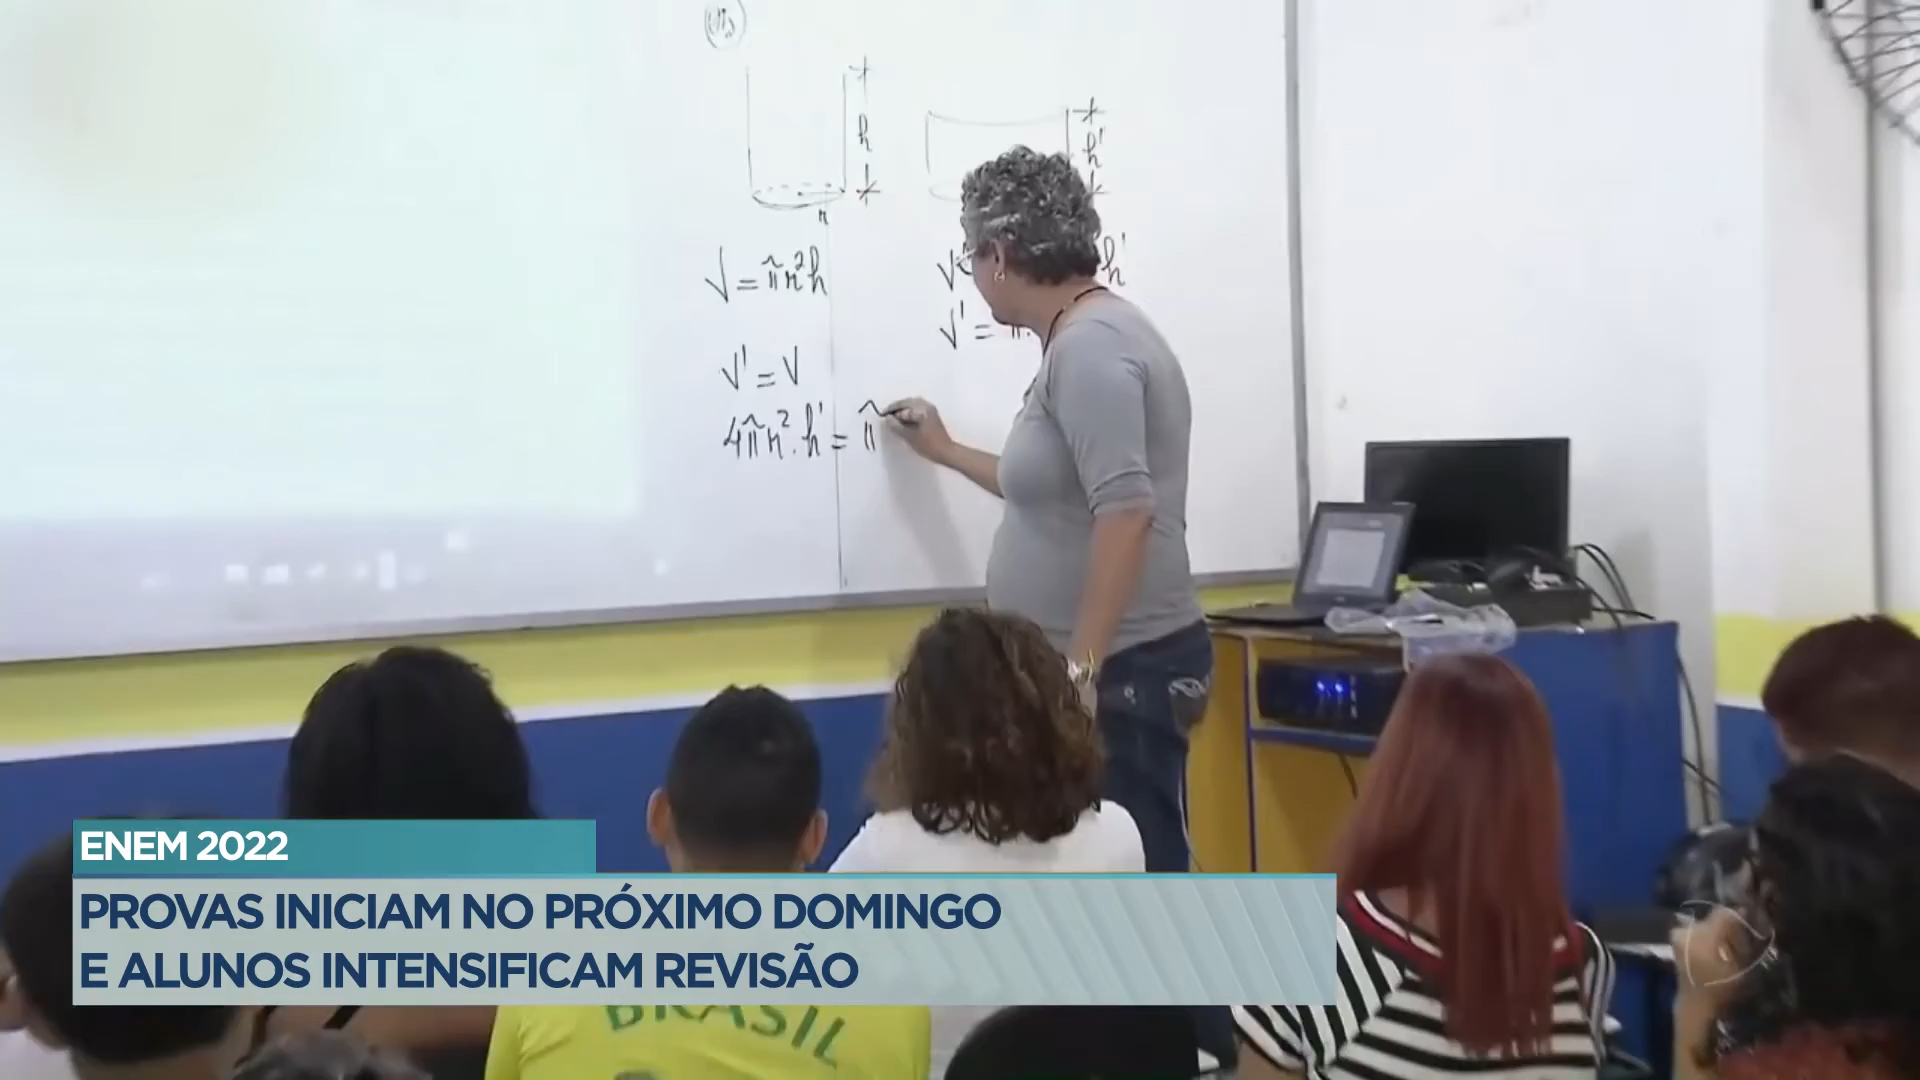 h
h'
r
V = πr²h
h'
V' =
V' = V
4πr².h' = π
ENEM 2022
PROVAS INICIAM NO PRÓXIMO DOMINGO
E ALUNOS INTENSIFICAM REVISÃO
BRASIL